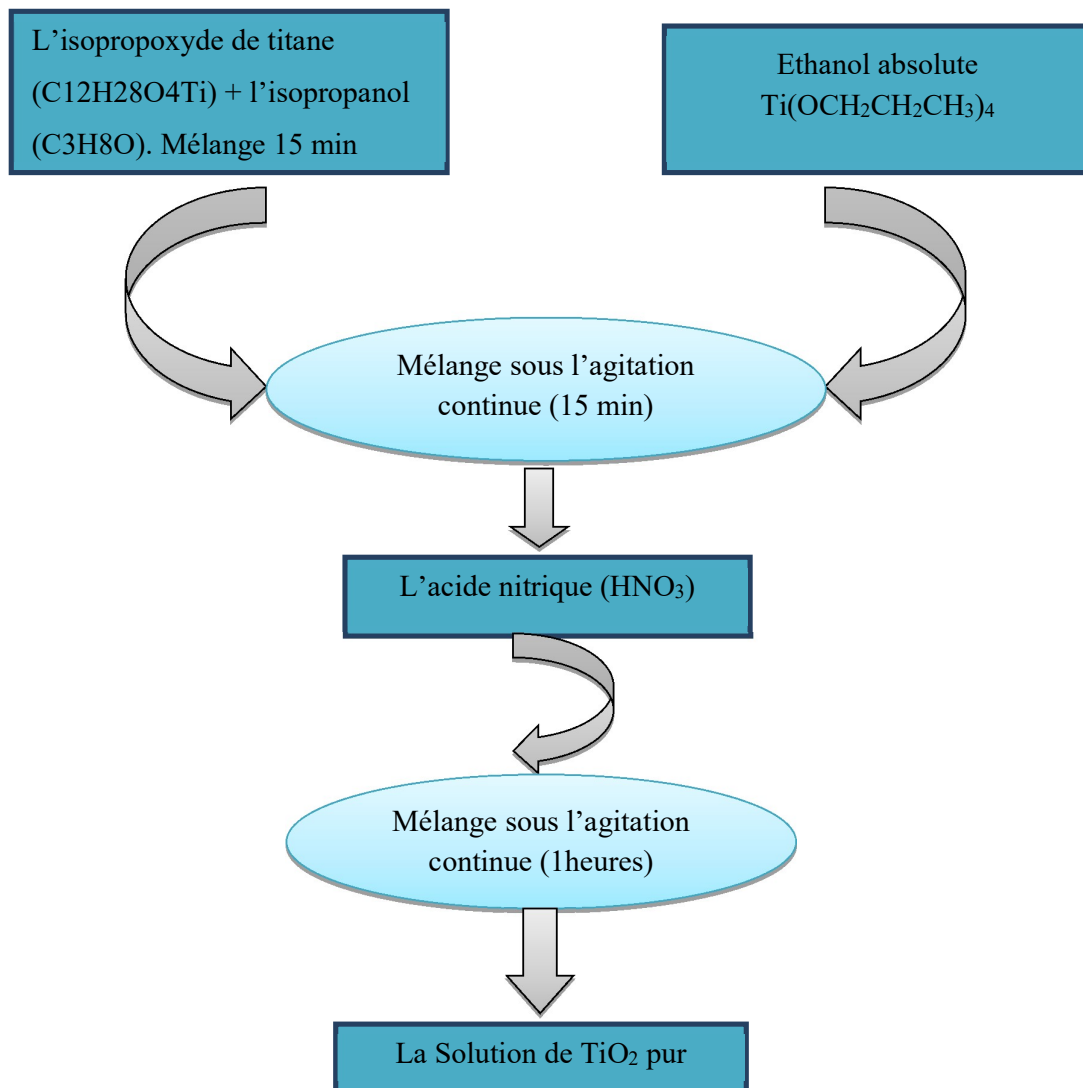 L’isopropoxyde de titane
(C12H28O4Ti) + l’isopropanol
(C3H8O). Mélange 15 min
Ethanol absolute
Ti(OCH₂CH₂CH₃)₄
Mélange sous l’agitation
continue (15 min)
L’acide nitrique (HNO₃)
Mélange sous l’agitation
continue (1heures)
La Solution de TiO₂ pur